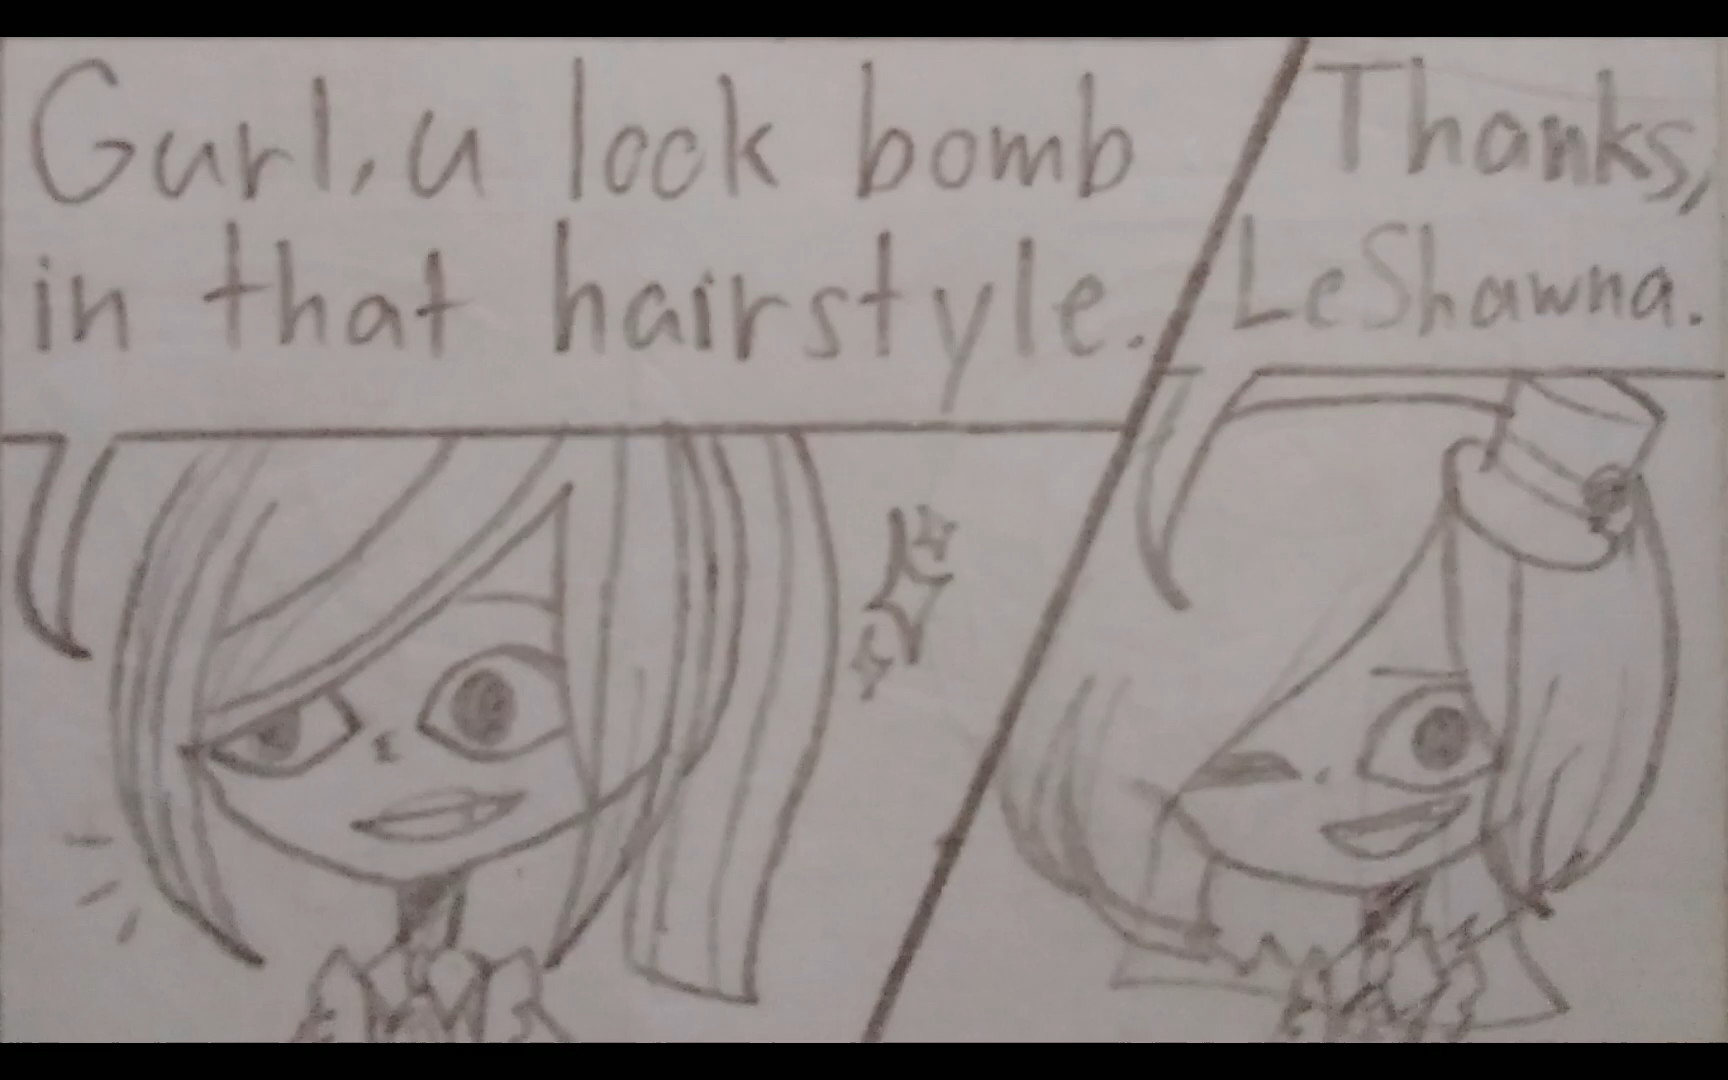 Gurl, u look bomb
in that hairstyle.
Thanks,
LeShawna.